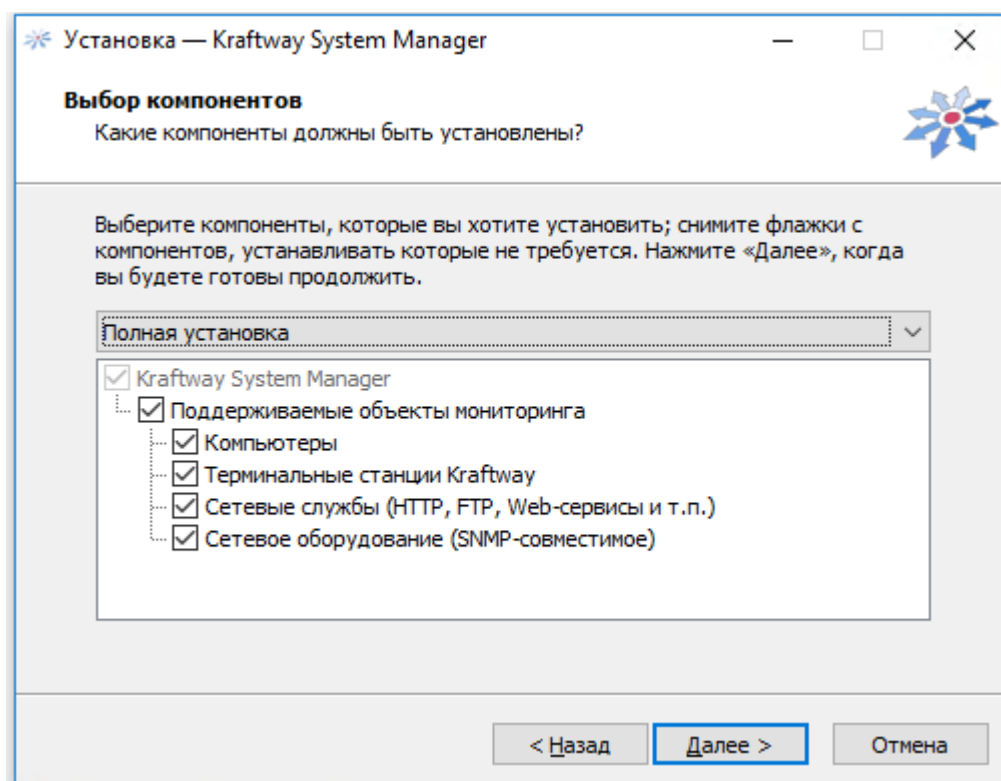 Установка — Kraftway System Manager
Выбор компонентов
Какие компоненты должны быть установлены?
Выберите компоненты, которые вы хотите установить; снимите флажки с
компонентов, устанавливать которые не требуется. Нажмите «Далее», когда
вы будете готовы продолжить.
Полная установка
Kraftway System Manager
Поддерживаемые объекты мониторинга
Компьютеры
Терминальные станции Kraftway
Сетевые службы (HTTP, FTP, Web-сервисы и т.п.)
Сетевое оборудование (SNMP-совместимое)
< Назад Далее > Отмена